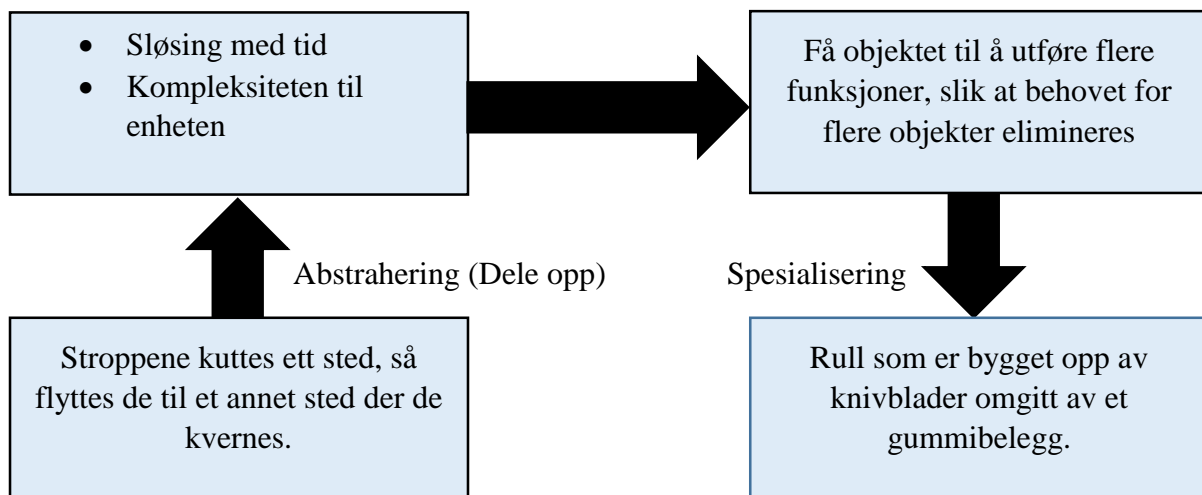 • Sløsing med tid
• Kompleksiteten til
enheten
Få objektet til å utføre flere
funksjoner, slik at behovet for
flere objekter elimineres
Abstrahering (Dele opp)
Spesialisering
Stroppene kuttes ett sted, så
flyttes de til et annet sted der de
kvernes.
Rull som er bygget opp av
knivblader omgitt av et
gummibelegg.